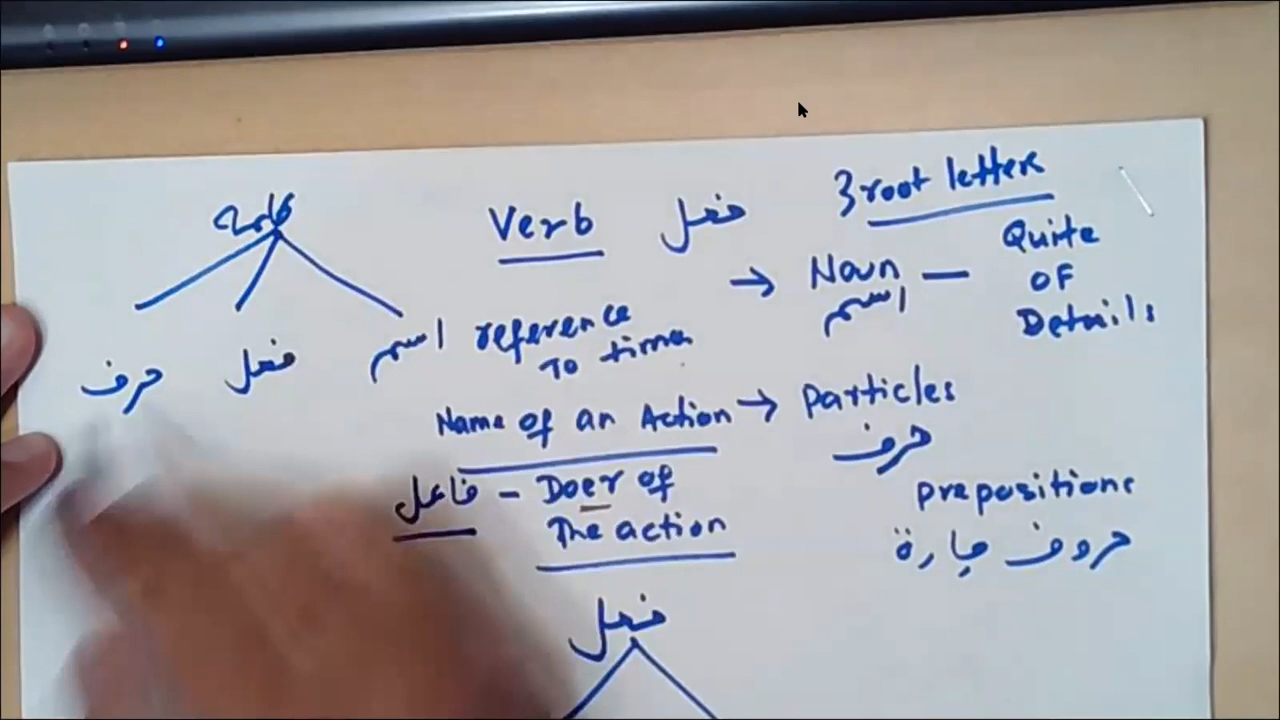 كلمة
حرف فعل اسم
Verb فعل
3 root letters
reference
To time
→ Noun — Quite
اسم OF
Details
Name of an Action → Particles
حرف
فاعل - Doer of
The action
prepositions
حروف جارة
فعل